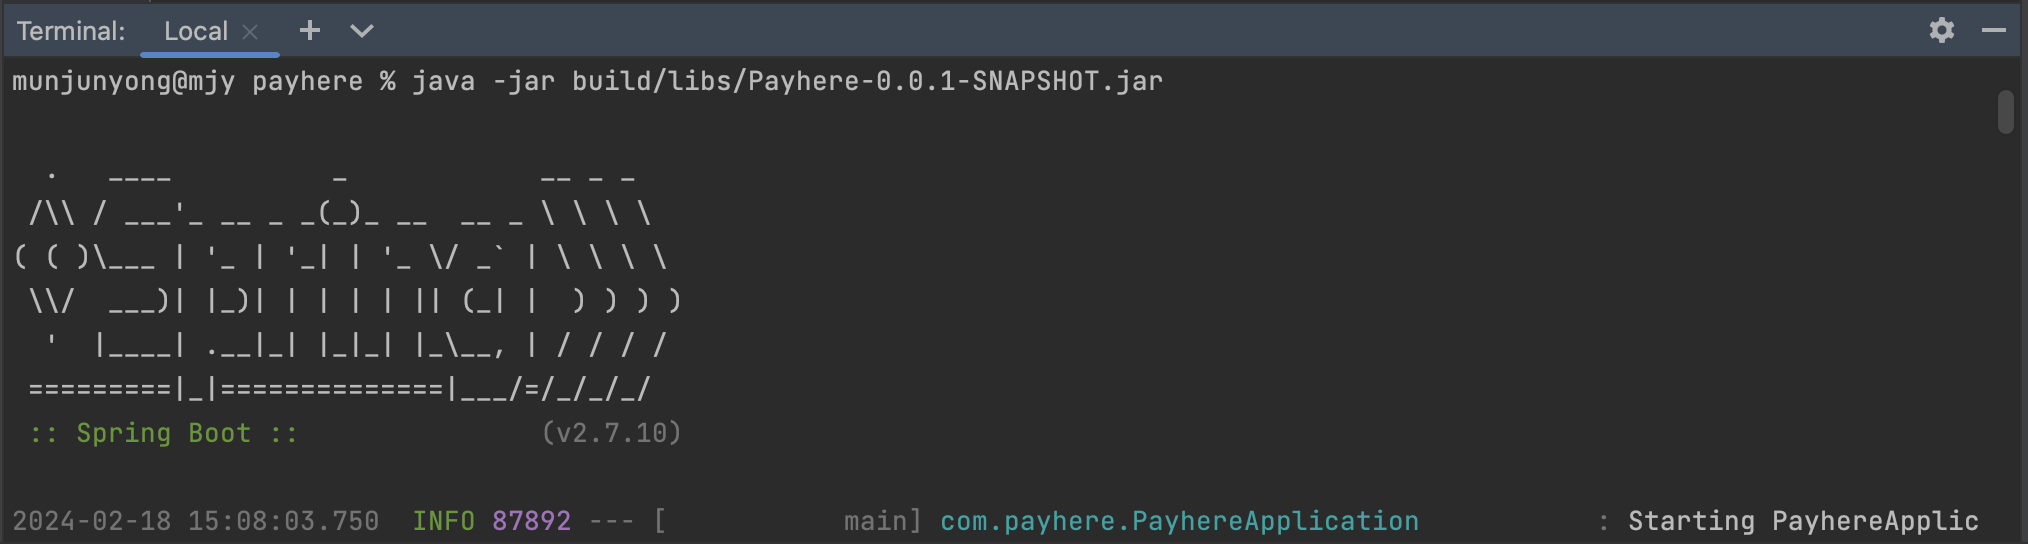 Terminal: Local × + 
munjunyong@mjy payhere % java -jar build/libs/Payhere-0.0.1-SNAPSHOT.jar
  .   ____          _            __ _ _
 /\\ / ___'_ __ _ _(_)_ __  __ _ \ \ \ \
( ( )\___ | '_ | '_| | '_ \/ _` | \ \ \ \
 \\/  ___)| |_)| | | | | || (_| |  ) ) ) )
  '  |____| .__|_| |_|_| |_\__, | / / / /
 =========|_|==============|___/=/_/_/_/
 :: Spring Boot ::               (v2.7.10)
2024-02-18 15:08:03.750  INFO 87892 --- [           main] com.payhere.PayhereApplication           : Starting PayhereApplic